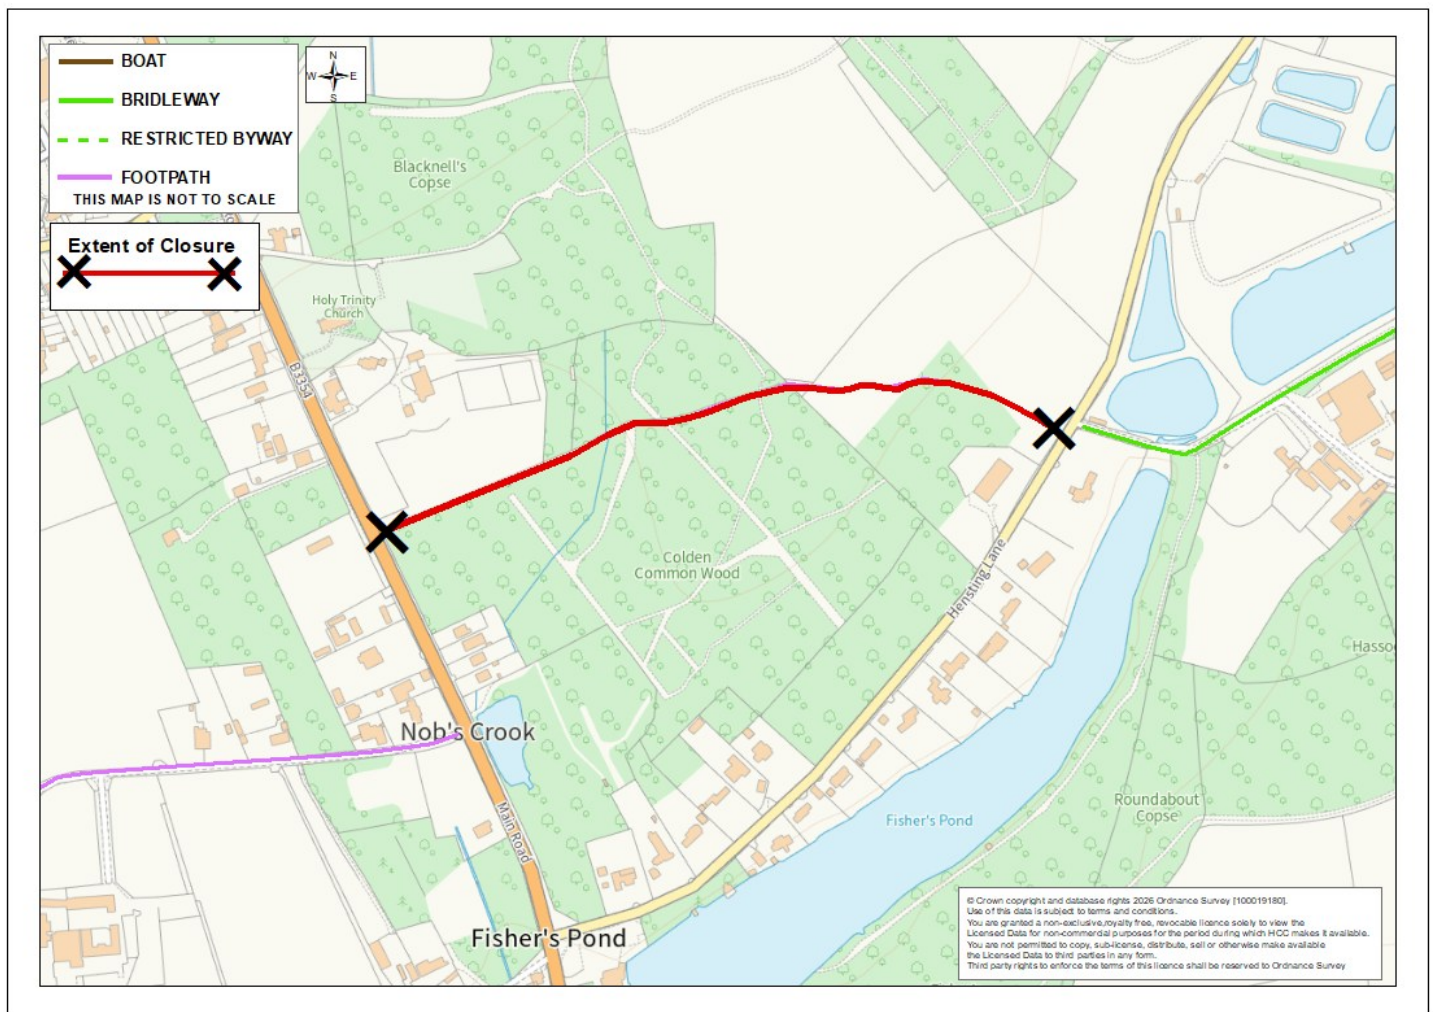 BOAT
BRIDLEWAY
RESTRICTED BYWAY
FOOTPATH
THIS MAP IS NOT TO SCALE
N
W E
S
Extent of Closure
Blacknell's
Copse
Holy Trinity
Church
B3354
Colden
Common Wood
Hensting Lane
Nob's Crook
Main Road
Fisher's Pond
Roundabout
Copse
Hasso
Fisher's Pond
© Crown copyright and database rights 2026 Ordnance Survey [100019180].
Use of this data is subject to terms and conditions.
You are granted a non-exclusive,royalty free, revocable licence solely to view the
Licensed Data for non-commercial purposes for the period during which HCC makes it available.
You are not permitted to copy, sub-license, distribute, sell or otherwise make available
the Licensed Data to third parties in any form.
Third party rights to enforce the terms of this licence shall be reserved to Ordnance Survey